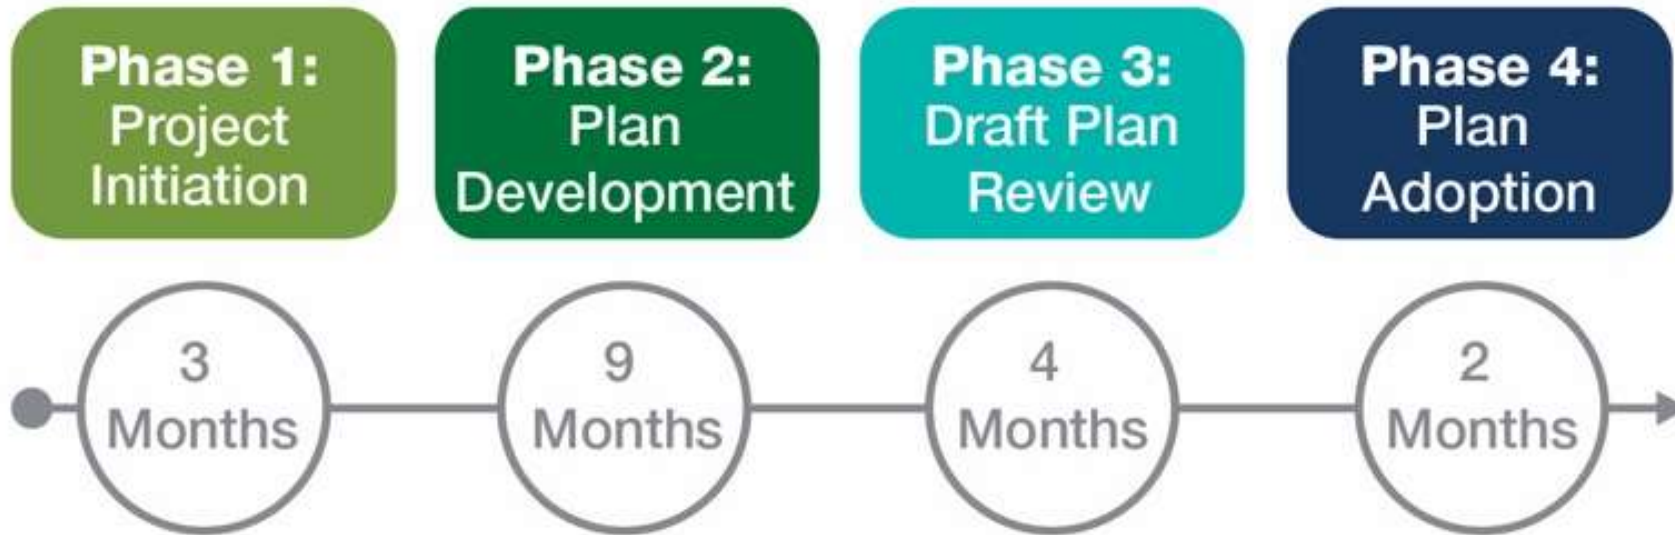 Phase 1:
Project
Initiation
Phase 2:
Plan
Development
Phase 3:
Draft Plan
Review
Phase 4:
Plan
Adoption
3
Months
9
Months
4
Months
2
Months